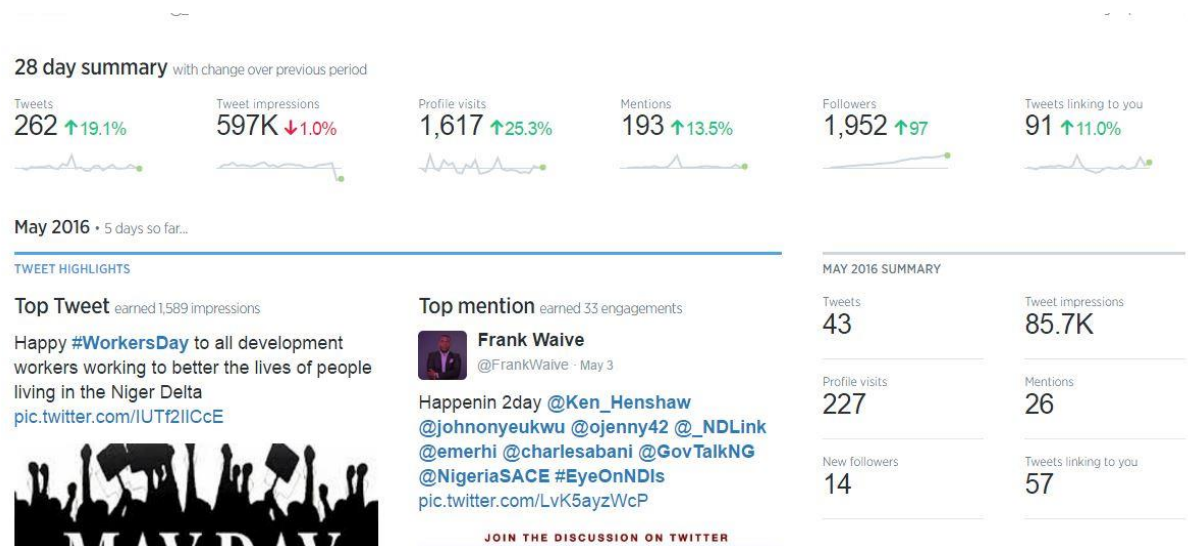 28 day summary with change over previous period
Tweets
262 ↑19.1%
Tweet impressions
597K ↓1.0%
Profile visits
1,617 ↑25.3%
Mentions
193 ↑13.5%
Followers
1,952 ↑97
Tweets linking to you
91 ↑11.0%
May 2016 • 5 days so far...
TWEET HIGHLIGHTS
Top Tweet earned 1,589 impressions
Happy #WorkersDay to all development
workers working to better the lives of people
living in the Niger Delta
pic.twitter.com/IUTf2IICcE
MAY DAY
Top mention earned 33 engagements
Frank Waive
@FrankWaive · May 3
Happenin 2day @Ken_Henshaw
@johnonyeukwu @ojenny42 @_NDLink
@emerhi @charlesabani @GovTalkNG
@NigeriaSACE #EyeOnNDIs
pic.twitter.com/LvK5ayzWcP
JOIN THE DISCUSSION ON TWITTER
MAY 2016 SUMMARY
Tweets
43
Tweet impressions
85.7K
Profile visits
227
Mentions
26
New followers
14
Tweets linking to you
57